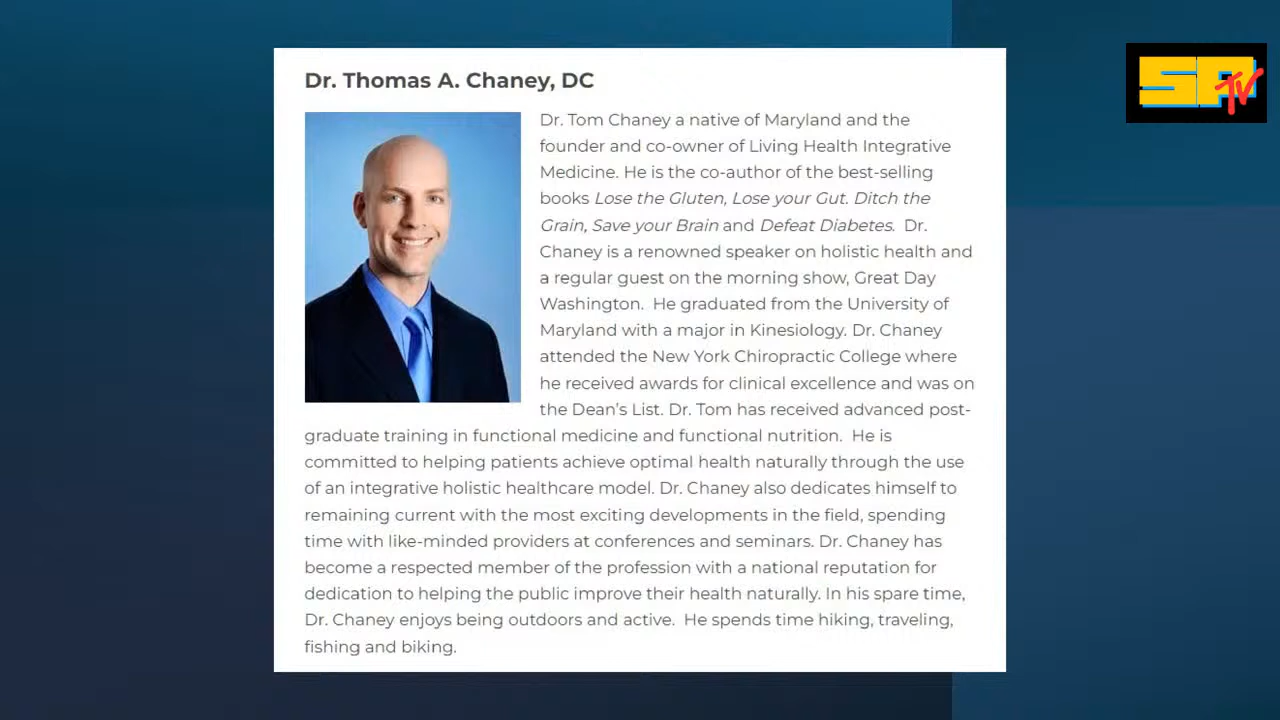 Dr. Thomas A. Chaney, DC
SPTV
Dr. Tom Chaney a native of Maryland and the
founder and co-owner of Living Health Integrative
Medicine. He is the co-author of the best-selling
books Lose the Gluten, Lose your Gut. Ditch the
Grain, Save your Brain and Defeat Diabetes. Dr.
Chaney is a renowned speaker on holistic health and
a regular guest on the morning show, Great Day
Washington. He graduated from the University of
Maryland with a major in Kinesiology. Dr. Chaney
attended the New York Chiropractic College where
he received awards for clinical excellence and was on
the Dean's List. Dr. Tom has received advanced post-
graduate training in functional medicine and functional nutrition. He is
committed to helping patients achieve optimal health naturally through the use
of an integrative holistic healthcare model. Dr. Chaney also dedicates himself to
remaining current with the most exciting developments in the field, spending
time with like-minded providers at conferences and seminars. Dr. Chaney has
become a respected member of the profession with a national reputation for
dedication to helping the public improve their health naturally. In his spare time,
Dr. Chaney enjoys being outdoors and active. He spends time hiking, traveling,
fishing and biking.